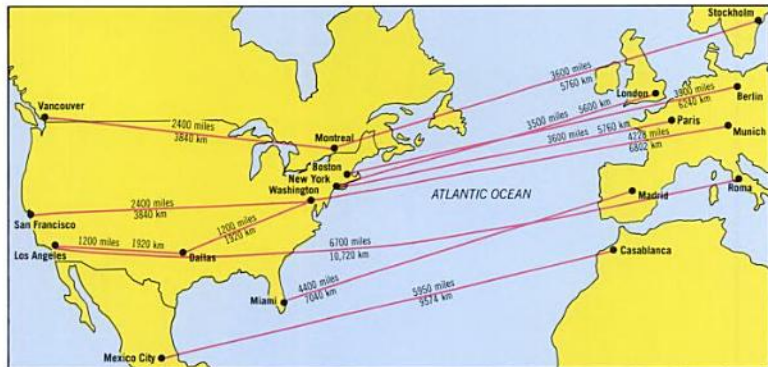 Stockholm
3600 miles
5760 km
London
3900 miles
6240 km
Berlin
Vancouver
2400 miles
3840 km
Montreal
3500 miles
5600 km
Paris
3600 miles
5760 km
Boston
New York
Washington
4228 miles
6802 km
Munich
2400 miles
3840 km
ATLANTIC OCEAN
Madrid
Roma
San Francisco
1200 miles
1920 km
1200 miles
1920 km
Los Angeles
Dallas
6700 miles
10,720 km
Casablanca
4400 miles
7040 km
Miami
5950 miles
9574 km
Mexico City